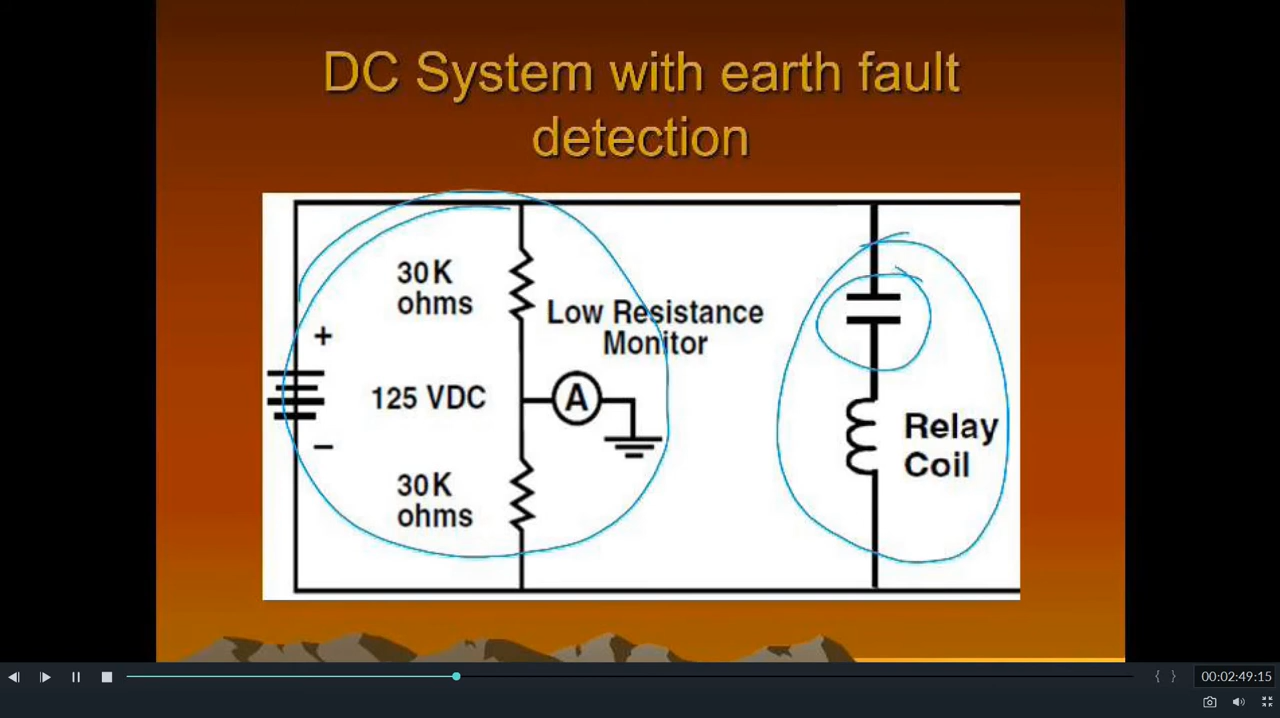 DC System with earth fault
detection
30K
ohms
Low Resistance
Monitor
+
125 VDC
A
−
Relay
Coil
30K
ohms
{ }
00:02:49:15